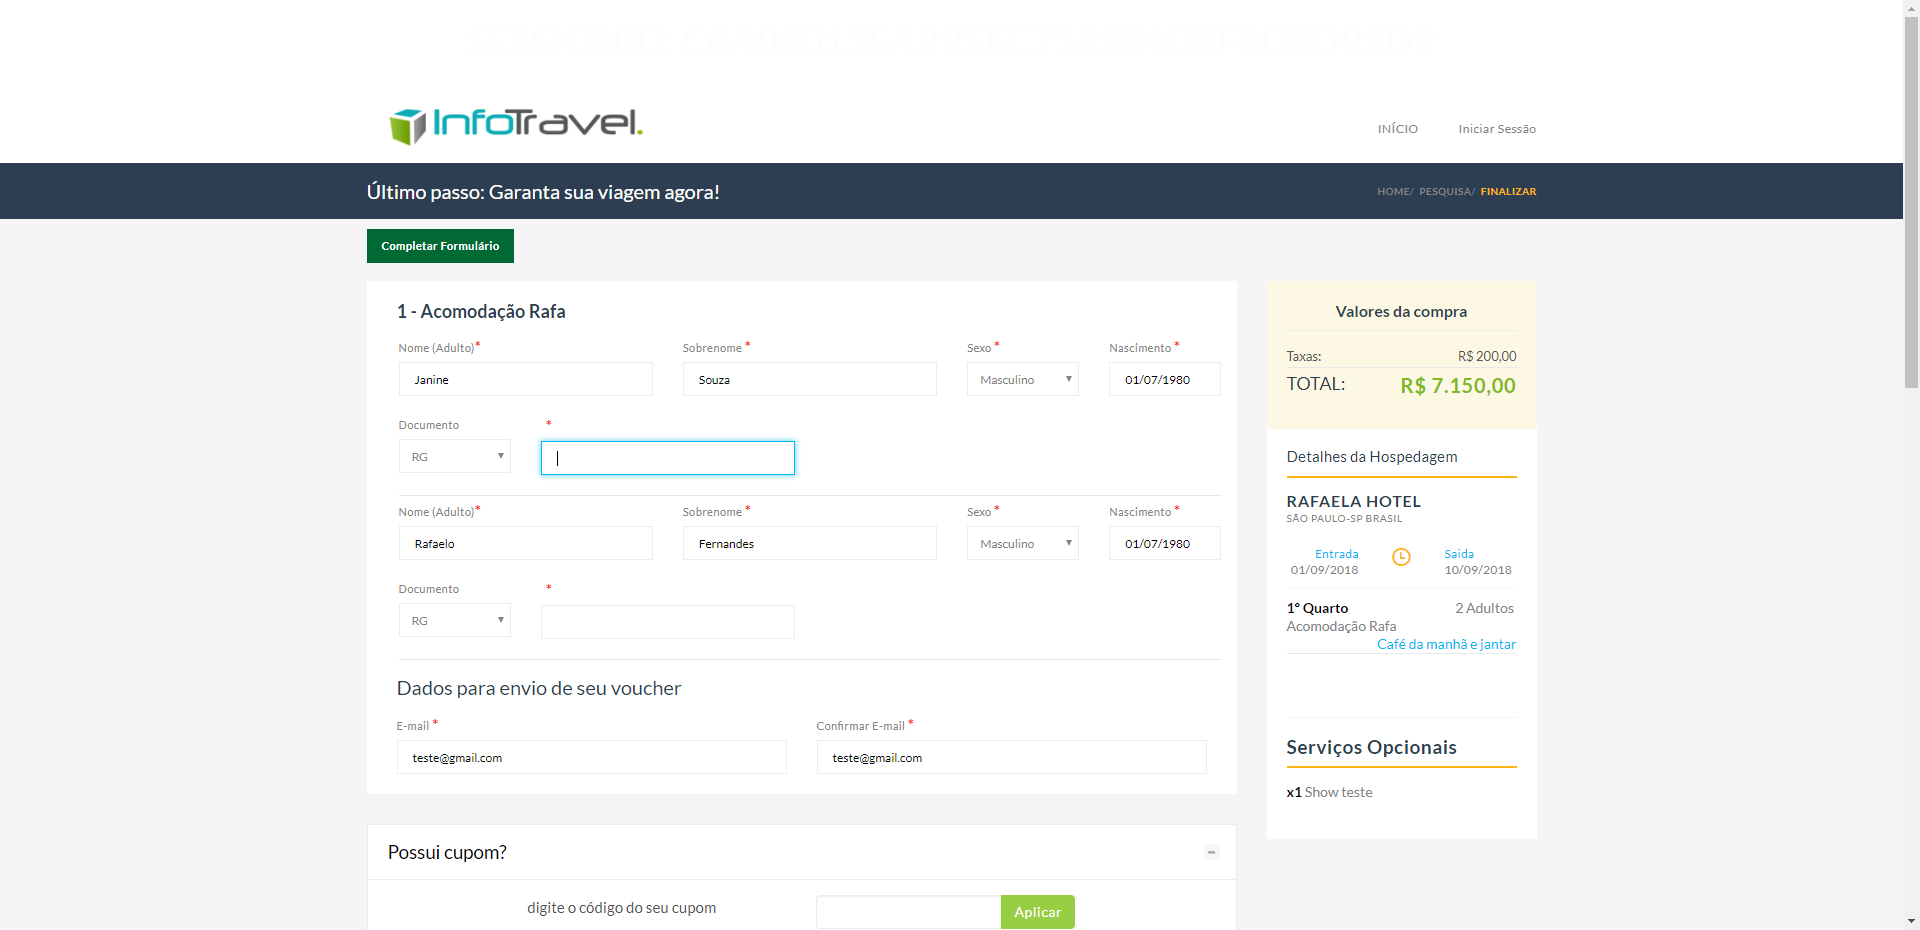 InfoTravel.
INÍCIO Iniciar Sessão
Último passo: Garanta sua viagem agora!
HOME/ PESQUISA/ FINALIZAR
Completar Formulário
1 - Acomodação Rafa
Nome (Adulto)* Sobrenome * Sexo * Nascimento *
Janine Souza Masculino 01/07/1980
Documento *
RG
Nome (Adulto)* Sobrenome * Sexo * Nascimento *
Rafaelo Fernandes Masculino 01/07/1980
Documento *
RG
Dados para envio de seu voucher
E-mail * Confirmar E-mail *
teste@gmail.com teste@gmail.com
Possui cupom?
digite o código do seu cupom Aplicar
Valores da compra
Taxas: R$ 200,00
TOTAL: R$ 7.150,00
Detalhes da Hospedagem
RAFAELA HOTEL
SÃO PAULO-SP BRASIL
Entrada Saida
01/09/2018 10/09/2018
1º Quarto 2 Adultos
Acomodação Rafa
Café da manhã e jantar
Serviços Opcionais
x1 Show teste